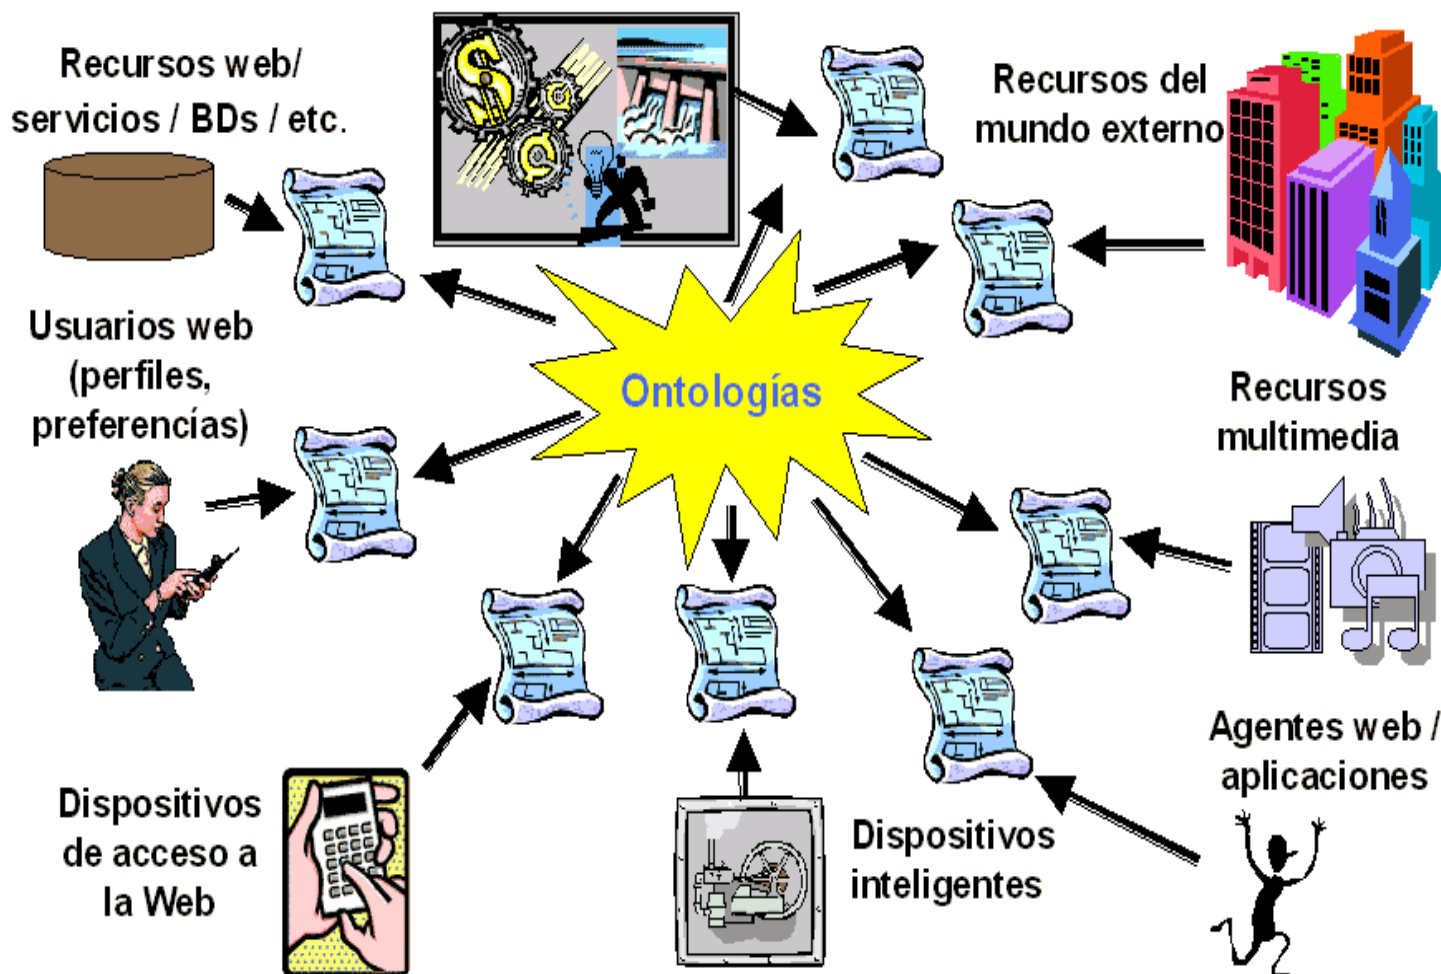 Recursos web/
servicios / BDs / etc.
Recursos del
mundo externo
Usuarios web
(perfiles,
preferencías)
Ontologías
Recursos
multimedia
Agentes web /
aplicaciones
Dispositivos
de acceso a
la Web
Dispositivos
inteligentes